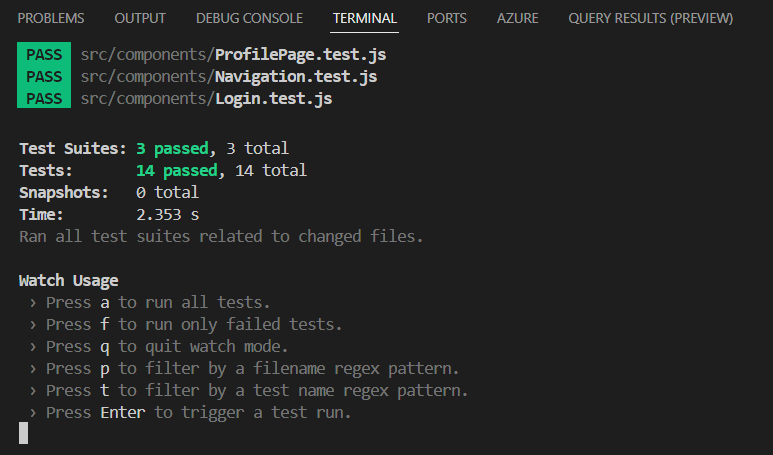 PROBLEMS OUTPUT DEBUG CONSOLE TERMINAL PORTS AZURE QUERY RESULTS (PREVIEW)
PASS src/components/ProfilePage.test.js
PASS src/components/Navigation.test.js
PASS src/components/Login.test.js
Test Suites: 3 passed, 3 total
Tests: 14 passed, 14 total
Snapshots: 0 total
Time: 2.353 s
Ran all test suites related to changed files.
Watch Usage
› Press a to run all tests.
› Press f to run only failed tests.
› Press q to quit watch mode.
› Press p to filter by a filename regex pattern.
› Press t to filter by a test name regex pattern.
› Press Enter to trigger a test run.